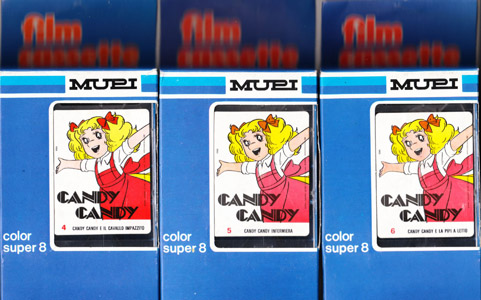 film
cassette
MUPI
CANDY
CANDY
4 CANDY CANDY E IL CAVALLO IMPAZZITO
color
super 8
film
cassette
MUPI
CANDY
CANDY
5 CANDY CANDY INFERMIERA
color
super 8
film
cassette
MUPI
CANDY
CANDY
6 CANDY CANDY E LA PIPA A LETTO
color
super 8